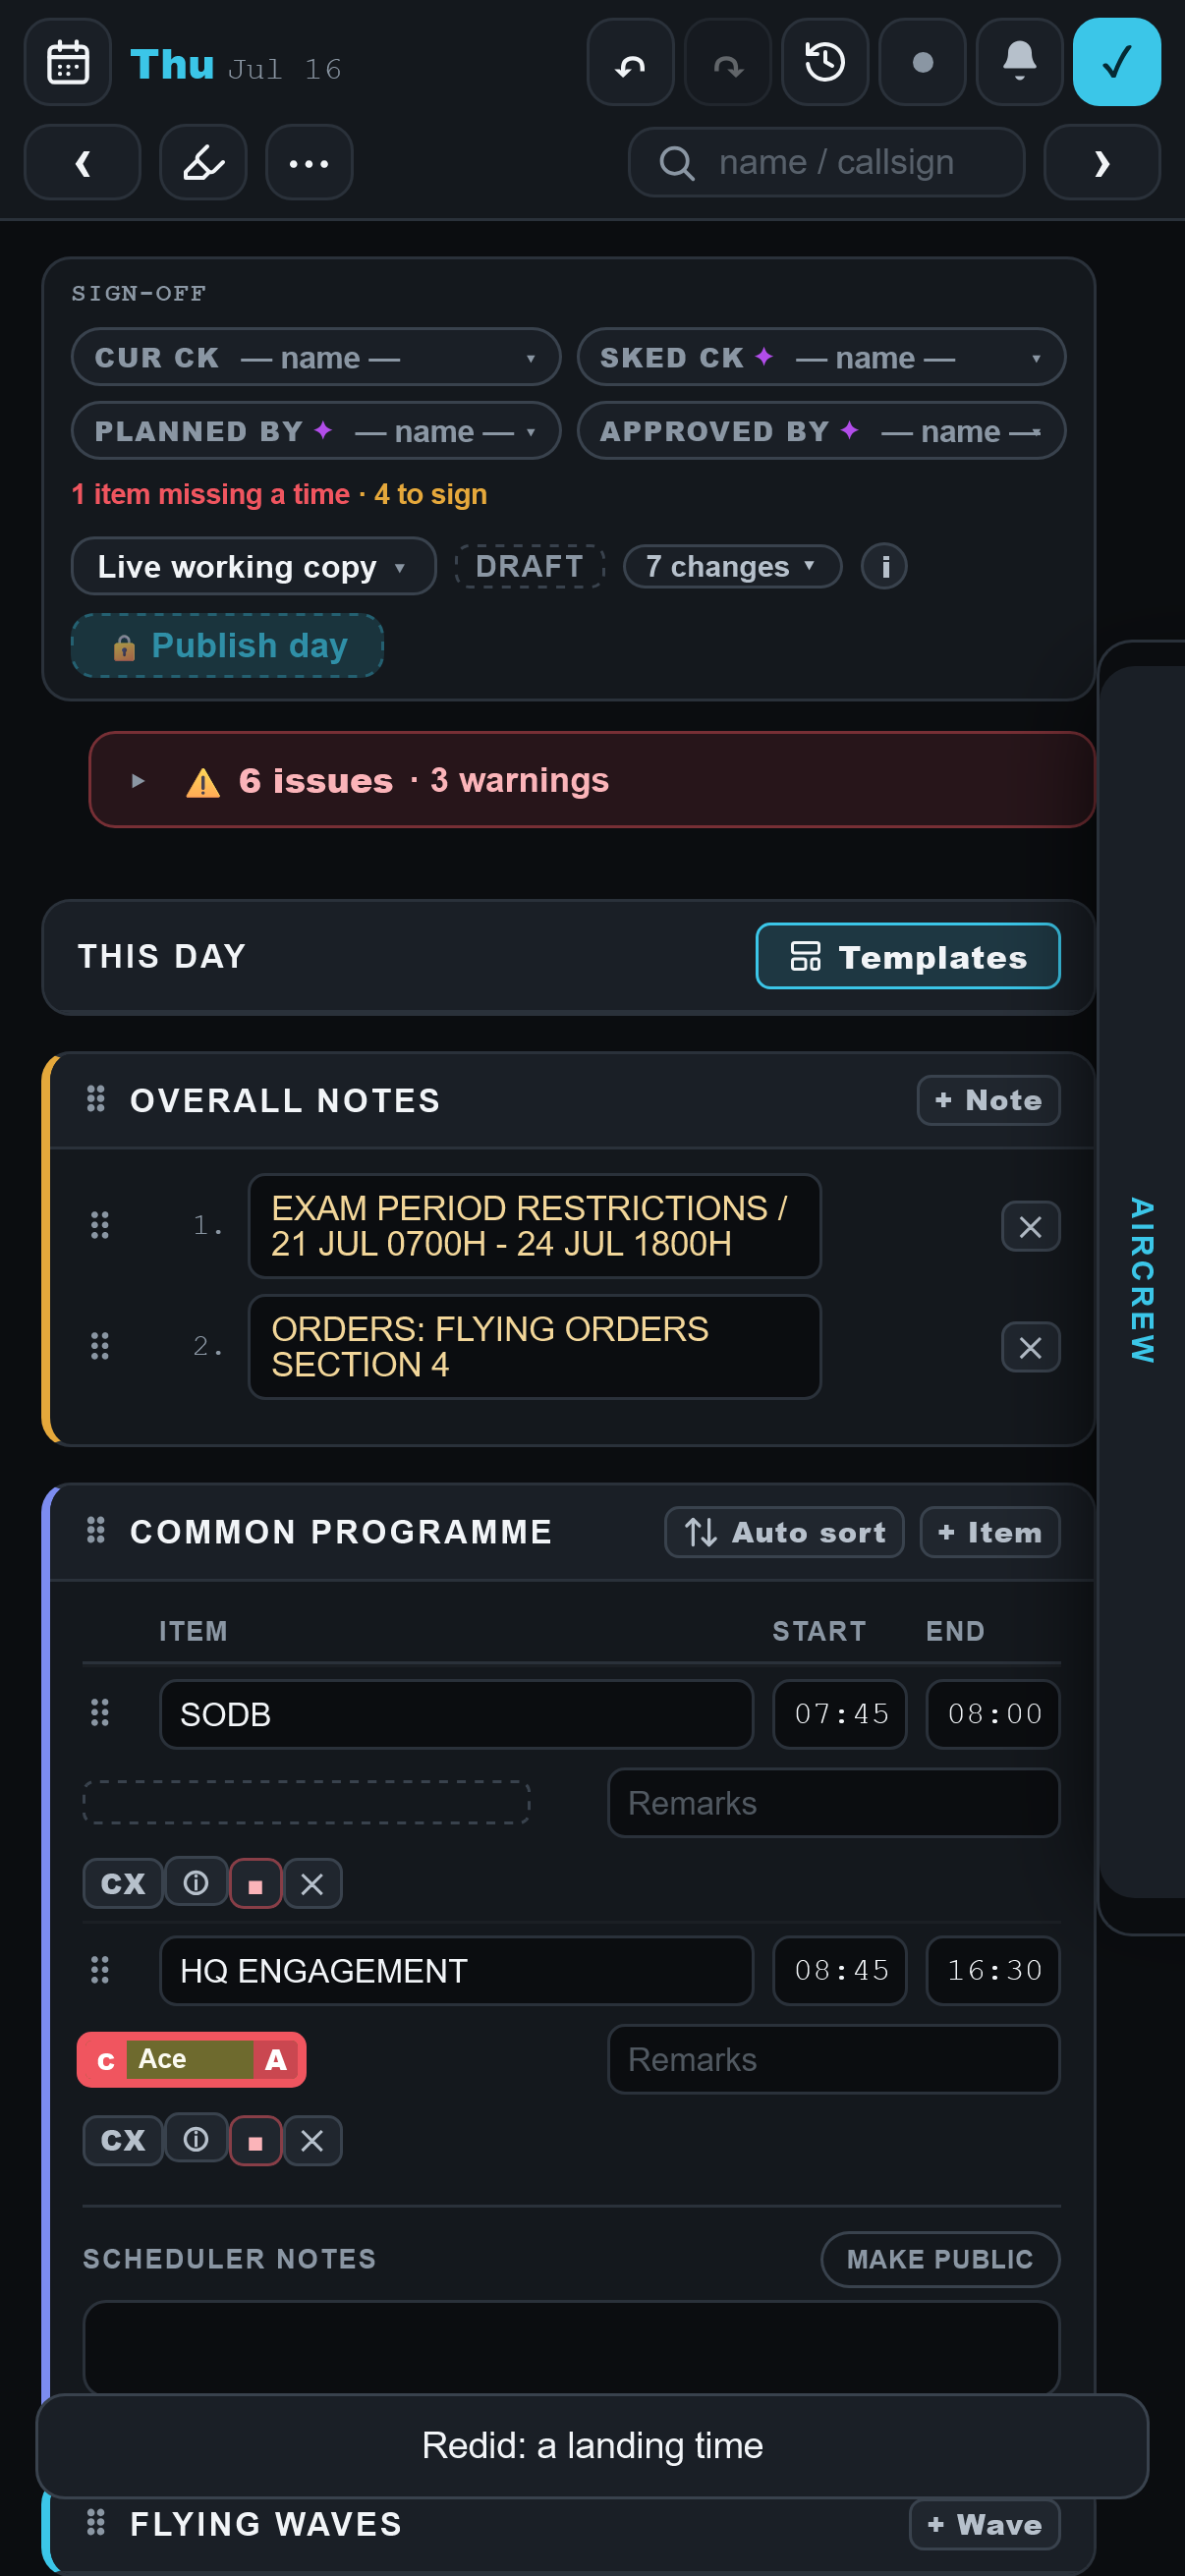 Thu Jul 16
name / callsign
SIGN-OFF
CUR CK — name —
SKED CK — name —
PLANNED BY — name —
APPROVED BY — name —
1 item missing a time · 4 to sign
Live working copy DRAFT 7 changes i
Publish day
6 issues · 3 warnings
THIS DAY Templates
AIRCREW
OVERALL NOTES + Note
1. EXAM PERIOD RESTRICTIONS /
21 JUL 0700H - 24 JUL 1800H
2. ORDERS: FLYING ORDERS
SECTION 4
COMMON PROGRAMME Auto sort + Item
ITEM START END
SODB 07:45 08:00
Remarks
CX
HQ ENGAGEMENT 08:45 16:30
c Ace A Remarks
CX
SCHEDULER NOTES MAKE PUBLIC
Redid: a landing time
FLYING WAVES + Wave